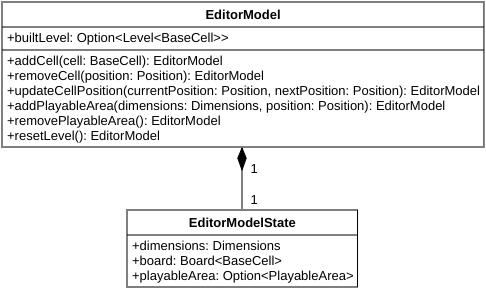 EditorModel
+builtLevel: Option<Level<BaseCell>>
+addCell(cell: BaseCell): EditorModel
+removeCell(position: Position): EditorModel
+updateCellPosition(currentPosition: Position, nextPosition: Position): EditorModel
+addPlayableArea(dimensions: Dimensions, position: Position): EditorModel
+removePlayableArea(): EditorModel
+resetLevel(): EditorModel
1
1
EditorModelState
+dimensions: Dimensions
+board: Board<BaseCell>
+playableArea: Option<PlayableArea>